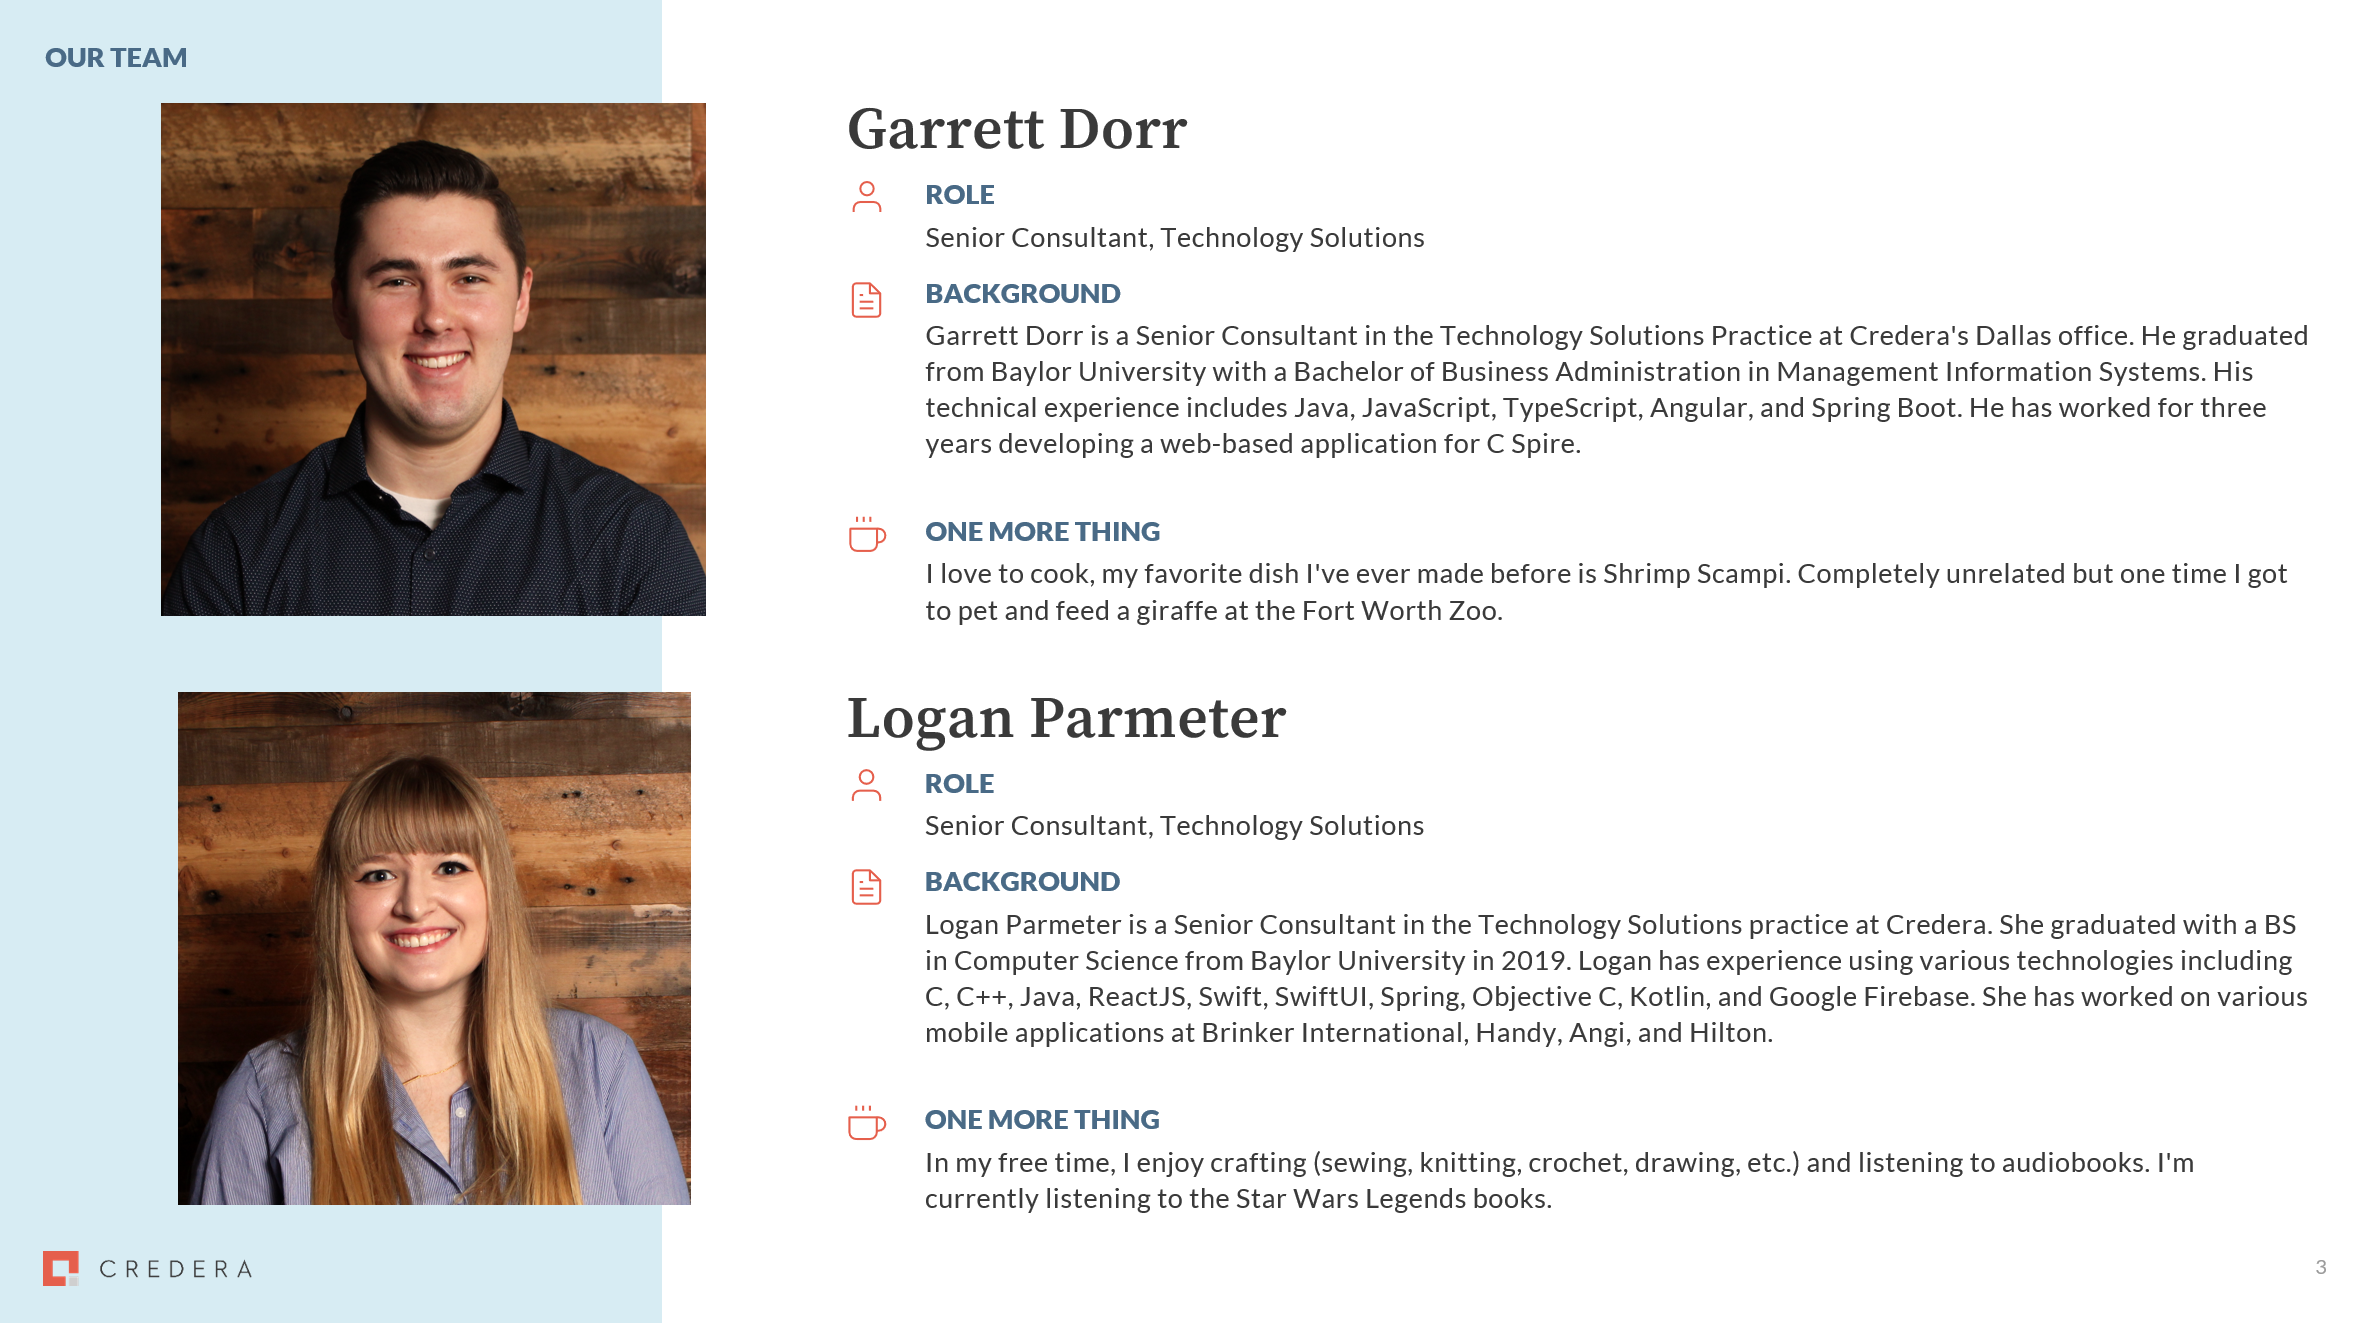 OUR TEAM
Garrett Dorr
ROLE
Senior Consultant, Technology Solutions
BACKGROUND
Garrett Dorr is a Senior Consultant in the Technology Solutions Practice at Credera's Dallas office. He graduated
from Baylor University with a Bachelor of Business Administration in Management Information Systems. His
technical experience includes Java, JavaScript, TypeScript, Angular, and Spring Boot. He has worked for three
years developing a web-based application for C Spire.
ONE MORE THING
I love to cook, my favorite dish I've ever made before is Shrimp Scampi. Completely unrelated but one time I got
to pet and feed a giraffe at the Fort Worth Zoo.
Logan Parmeter
ROLE
Senior Consultant, Technology Solutions
BACKGROUND
Logan Parmeter is a Senior Consultant in the Technology Solutions practice at Credera. She graduated with a BS
in Computer Science from Baylor University in 2019. Logan has experience using various technologies including
C, C++, Java, ReactJS, Swift, SwiftUI, Spring, Objective C, Kotlin, and Google Firebase. She has worked on various
mobile applications at Brinker International, Handy, Angi, and Hilton.
ONE MORE THING
In my free time, I enjoy crafting (sewing, knitting, crochet, drawing, etc.) and listening to audiobooks. I'm
currently listening to the Star Wars Legends books.
CREDERA
3